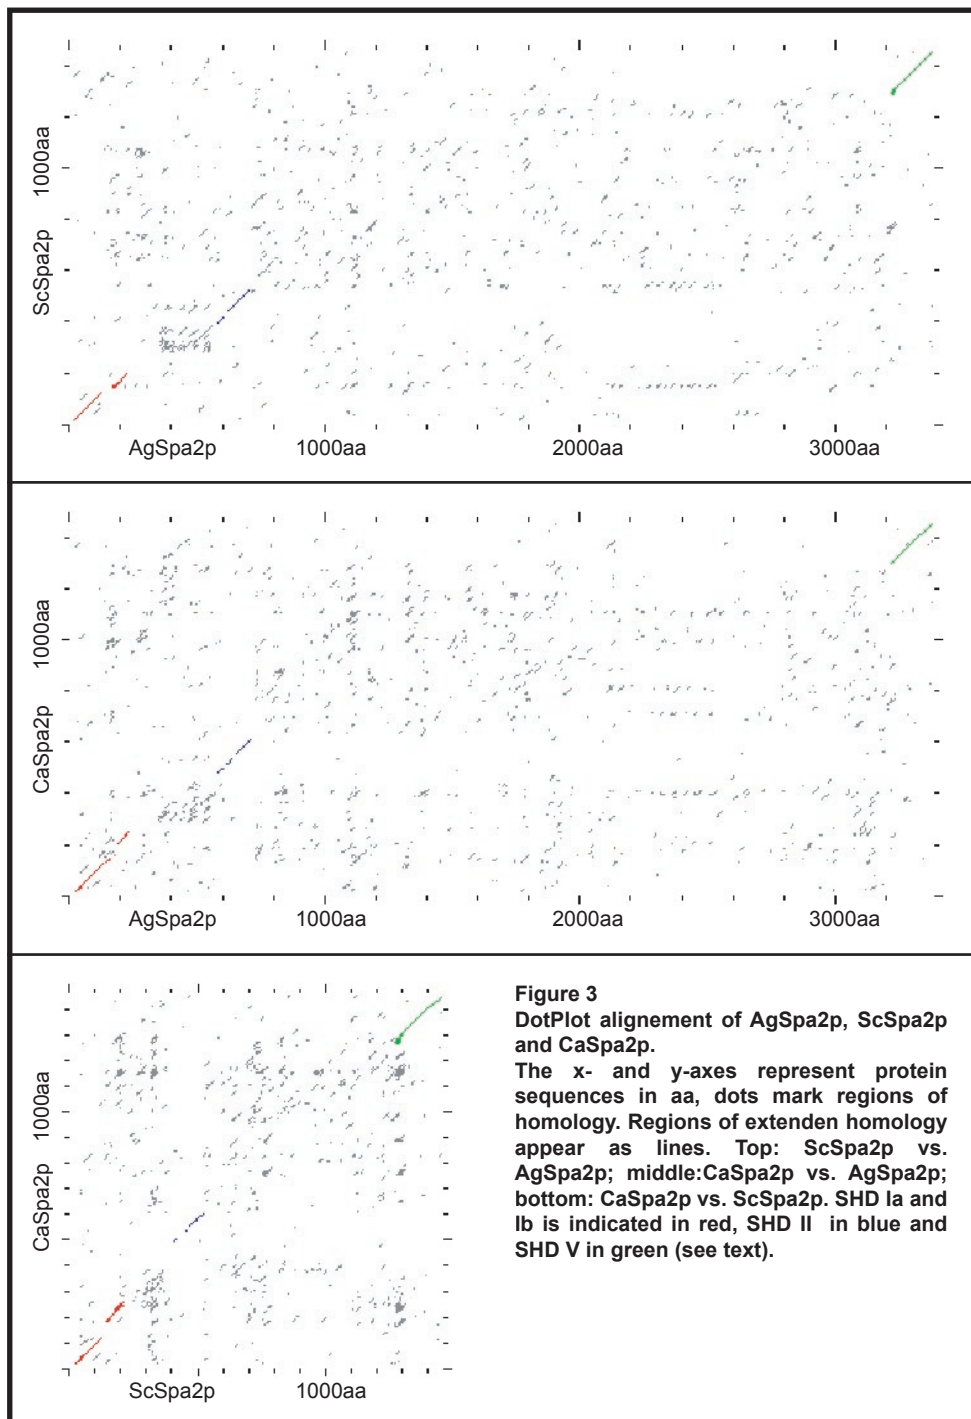 ScSpa2p 1000aa
AgSpa2p 1000aa 2000aa 3000aa
CaSpa2p 1000aa
AgSpa2p 1000aa 2000aa 3000aa
CaSpa2p 1000aa
ScSpa2p 1000aa
Figure 3
DotPlot alignement of AgSpa2p, ScSpa2p
and CaSpa2p.
The x- and y-axes represent protein
sequences in aa, dots mark regions of
homology. Regions of extenden homology
appear as lines. Top: ScSpa2p vs.
AgSpa2p; middle:CaSpa2p vs. AgSpa2p;
bottom: CaSpa2p vs. ScSpa2p. SHD Ia and
Ib is indicated in red, SHD II in blue and
SHD V in green (see text).